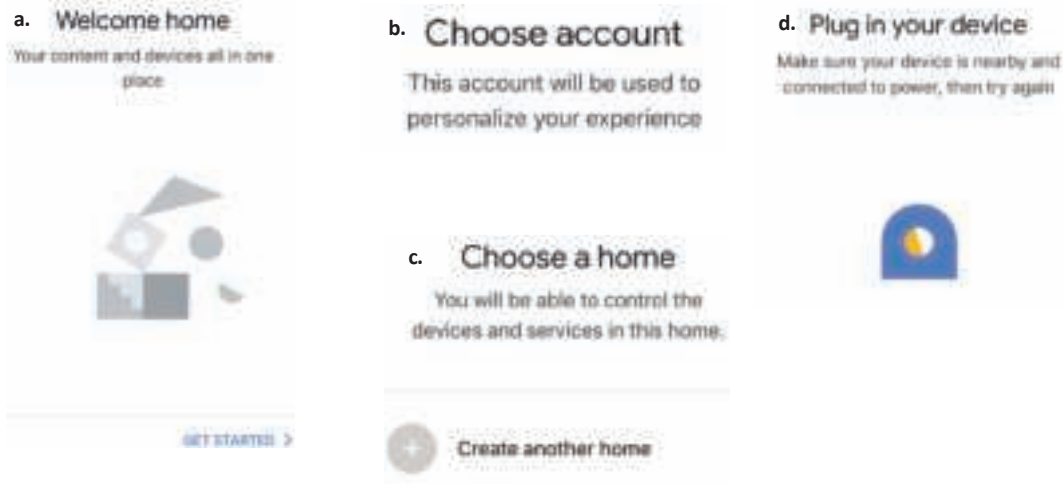 a. Welcome home
Your content and devices all in one
place
GET STARTED >
b. Choose account
This account will be used to
personalize your experience
c. Choose a home
You will be able to control the
devices and services in this home.
+ Create another home
d. Plug in your device
Make sure your device is nearby and
connected to power, then try again